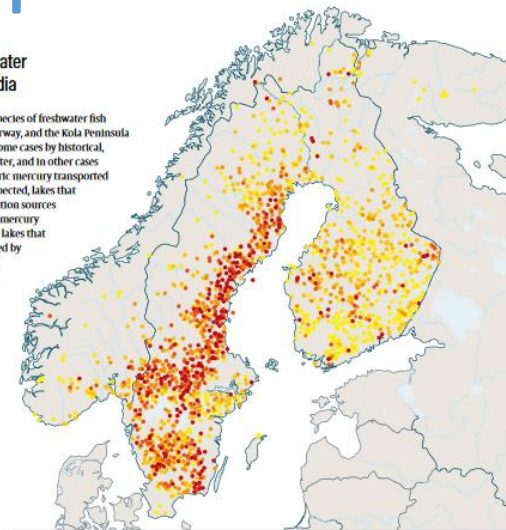 ater
dia
pecies of freshwater fish
rway, and the Kola Peninsula
ome cases by historical,
ter, and in other cases
ric mercury transported
pected, lakes that
tion sources
mercury
lakes that
ed by